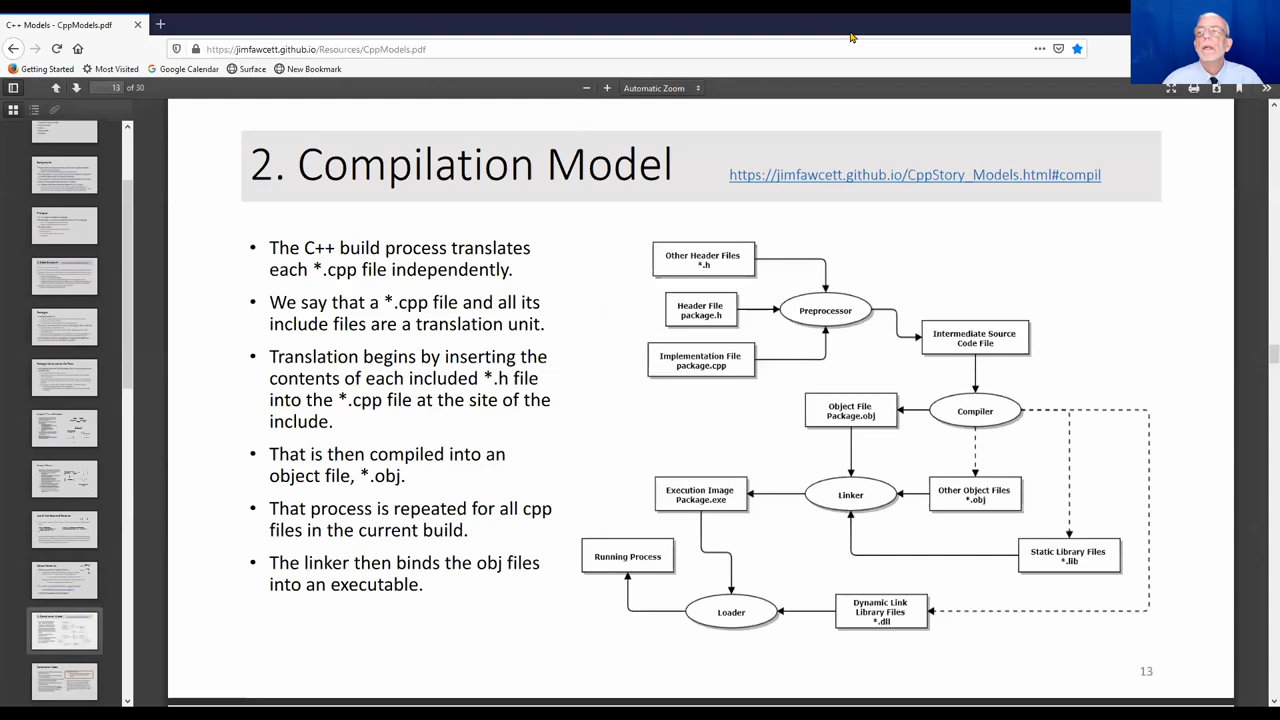 C++ Models - CppModels.pdf
https://jimfawcett.github.io/Resources/CppModels.pdf
Getting Started
Most Visited
Google Calendar
Surface
New Bookmark
13 of 30
Automatic Zoom
2. Compilation Model
https://jimfawcett.github.io/CppStory_Models.html#compil
• The C++ build process translates
each *.cpp file independently.
• We say that a *.cpp file and all its
include files are a translation unit.
• Translation begins by inserting the
contents of each included *.h file
into the *.cpp file at the site of the
include.
• That is then compiled into an
object file, *.obj.
• That process is repeated for all cpp
files in the current build.
• The linker then binds the obj files
into an executable.
Other Header Files
*.h
Header File
package.h
Preprocessor
Implementation File
package.cpp
Intermediate Source
Code File
Object File
Package.obj
Compiler
Execution Image
Package.exe
Linker
Other Object Files
*.obj
Running Process
Static Library Files
*.lib
Loader
Dynamic Link
Library Files
*.dll
13